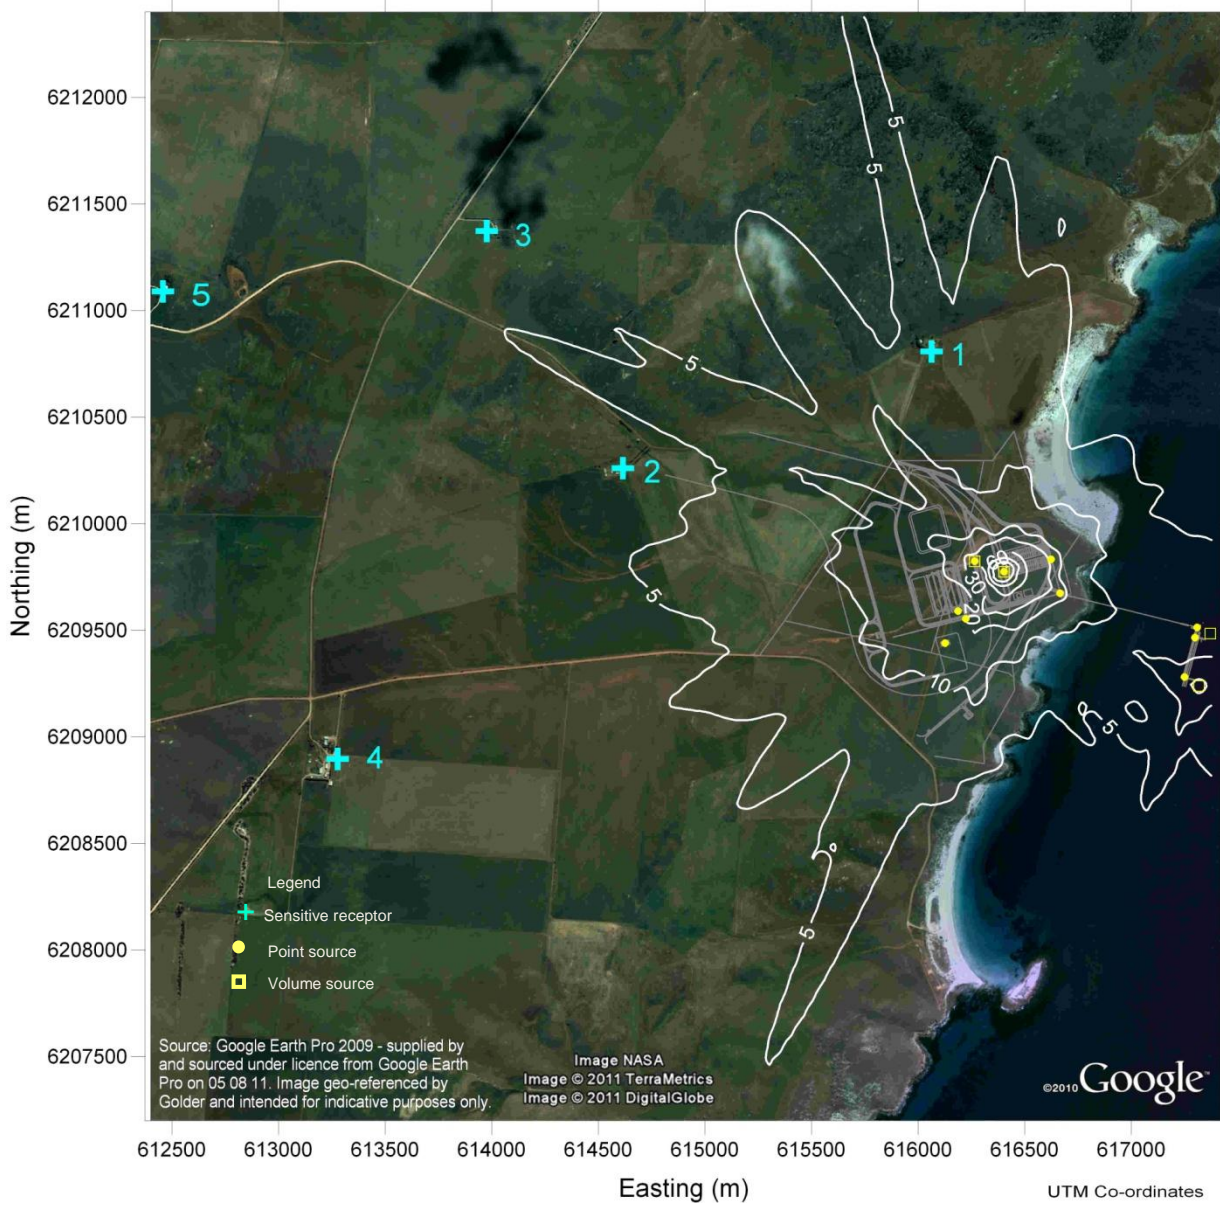 6212000
6211500
6211000
6210500
6210000
6209500
6209000
6208500
6208000
6207500
Northing (m)
5
5
3
5
1
5
2
5
30
20
10
5
4
5
Legend
Sensitive receptor
Point source
Volume source
Source: Google Earth Pro 2009 - supplied by
and sourced under licence from Google Earth
Pro on 05 08 11. Image geo-referenced by
Golder and intended for indicative purposes only.
Image NASA
Image © 2011 TerraMetrics
Image © 2011 DigitalGlobe
©2010 Google™
612500 613000 613500 614000 614500 615000 615500 616000 616500 617000
Easting (m)
UTM Co-ordinates